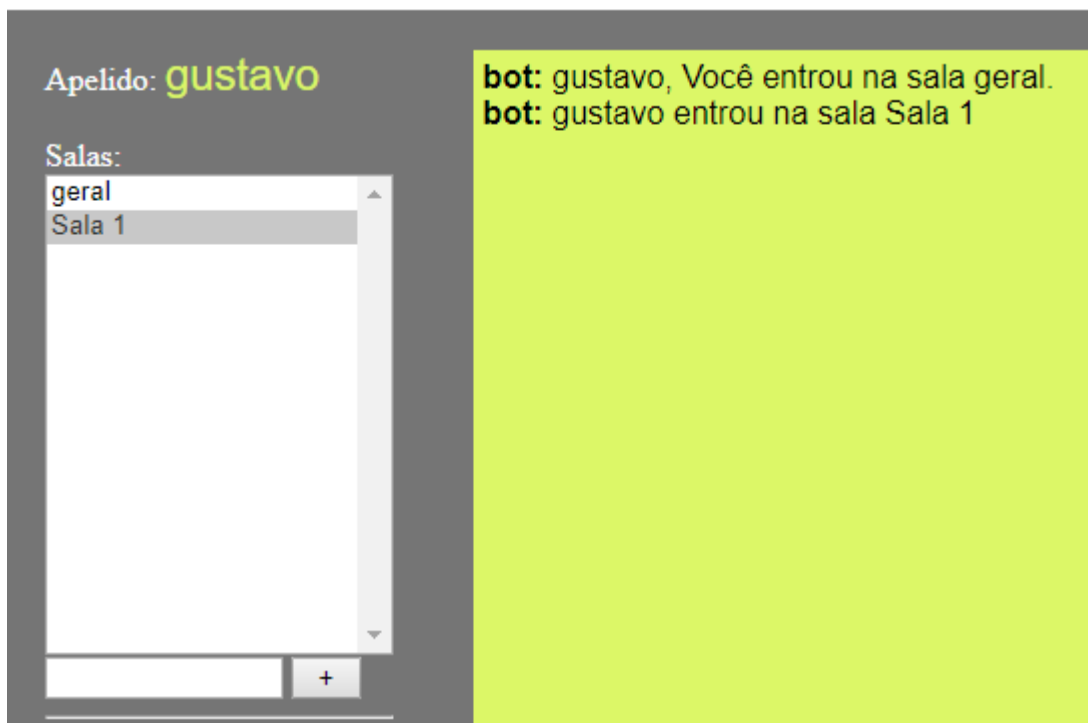 Apelido: gustavo
Salas:
geral
Sala 1
+
bot: gustavo, Você entrou na sala geral.
bot: gustavo entrou na sala Sala 1